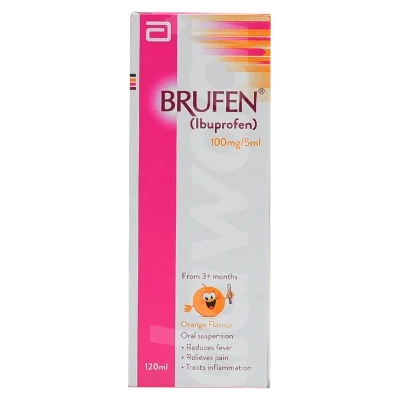 BRUFEN®
(Ibuprofen)
100mg/5ml
From 3+ months
Orange Flavour
Oral suspension
• Reduces fever
• Relieves pain
• Treats inflammation
120ml